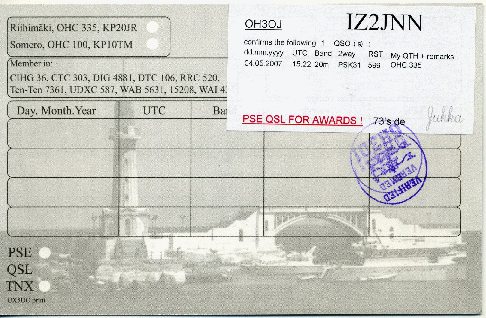 Riihimäki, OHC 335, KP20JR
Somero, OHC 100, KP10TM
Member in:
CIHG 36, CTC 303, DIG 4881, DTC 106, RRC 520,
Ten-Ten 7361, UDXC 587, WAB 5631, 15208, WAI
Day. Month. Year UTC
OH3OJ IZ2JNN
confirms the following 1 QSO(s) :
dd.mm.yyyy UTC Band 2way RST My QTH + remarks
04.05.2007 15.22 20m PSK31 599 OHC 335
PSE QSL FOR AWARDS ! 73's de Jukka
VERIFIED
PSE
QSL
TNX